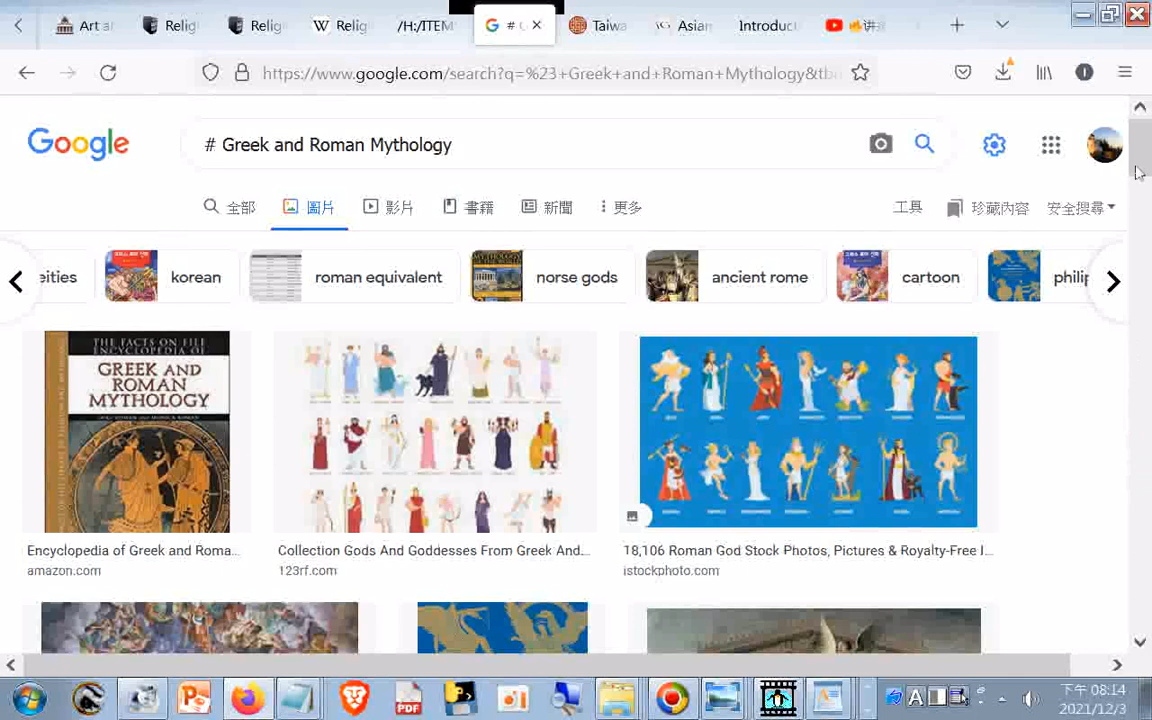 Art a
Relig
Relig
Relig
/H:/ITEM
# G
Taiwa
Asian
Introduc
https://www.google.com/search?q=%23+Greek+and+Roman+Mythology&tb
Google
# Greek and Roman Mythology
全部
圖片
影片
書籍
新聞
更多
工具
珍藏內容
安全搜尋
eities
korean
roman equivalent
norse gods
ancient rome
cartoon
philip
THE FACTS ON FILE
ENCYCLOPEDIA OF
GREEK AND
ROMAN
MYTHOLOGY
Encyclopedia of Greek and Roma...
amazon.com
Collection Gods And Goddesses From Greek And...
123rf.com
18,106 Roman God Stock Photos, Pictures & Royalty-Free I...
istockphoto.com
PDF
A
下午 08:14
2021/12/3